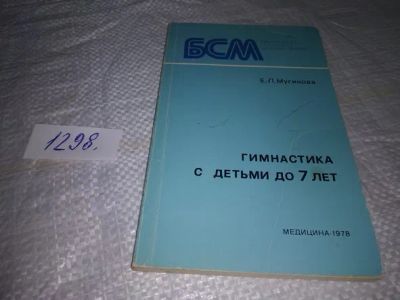 БСМ
Е.П.Мугинова
ГИМНАСТИКА
С ДЕТЬМИ ДО 7 ЛЕТ
МЕДИЦИНА·1978
1298.